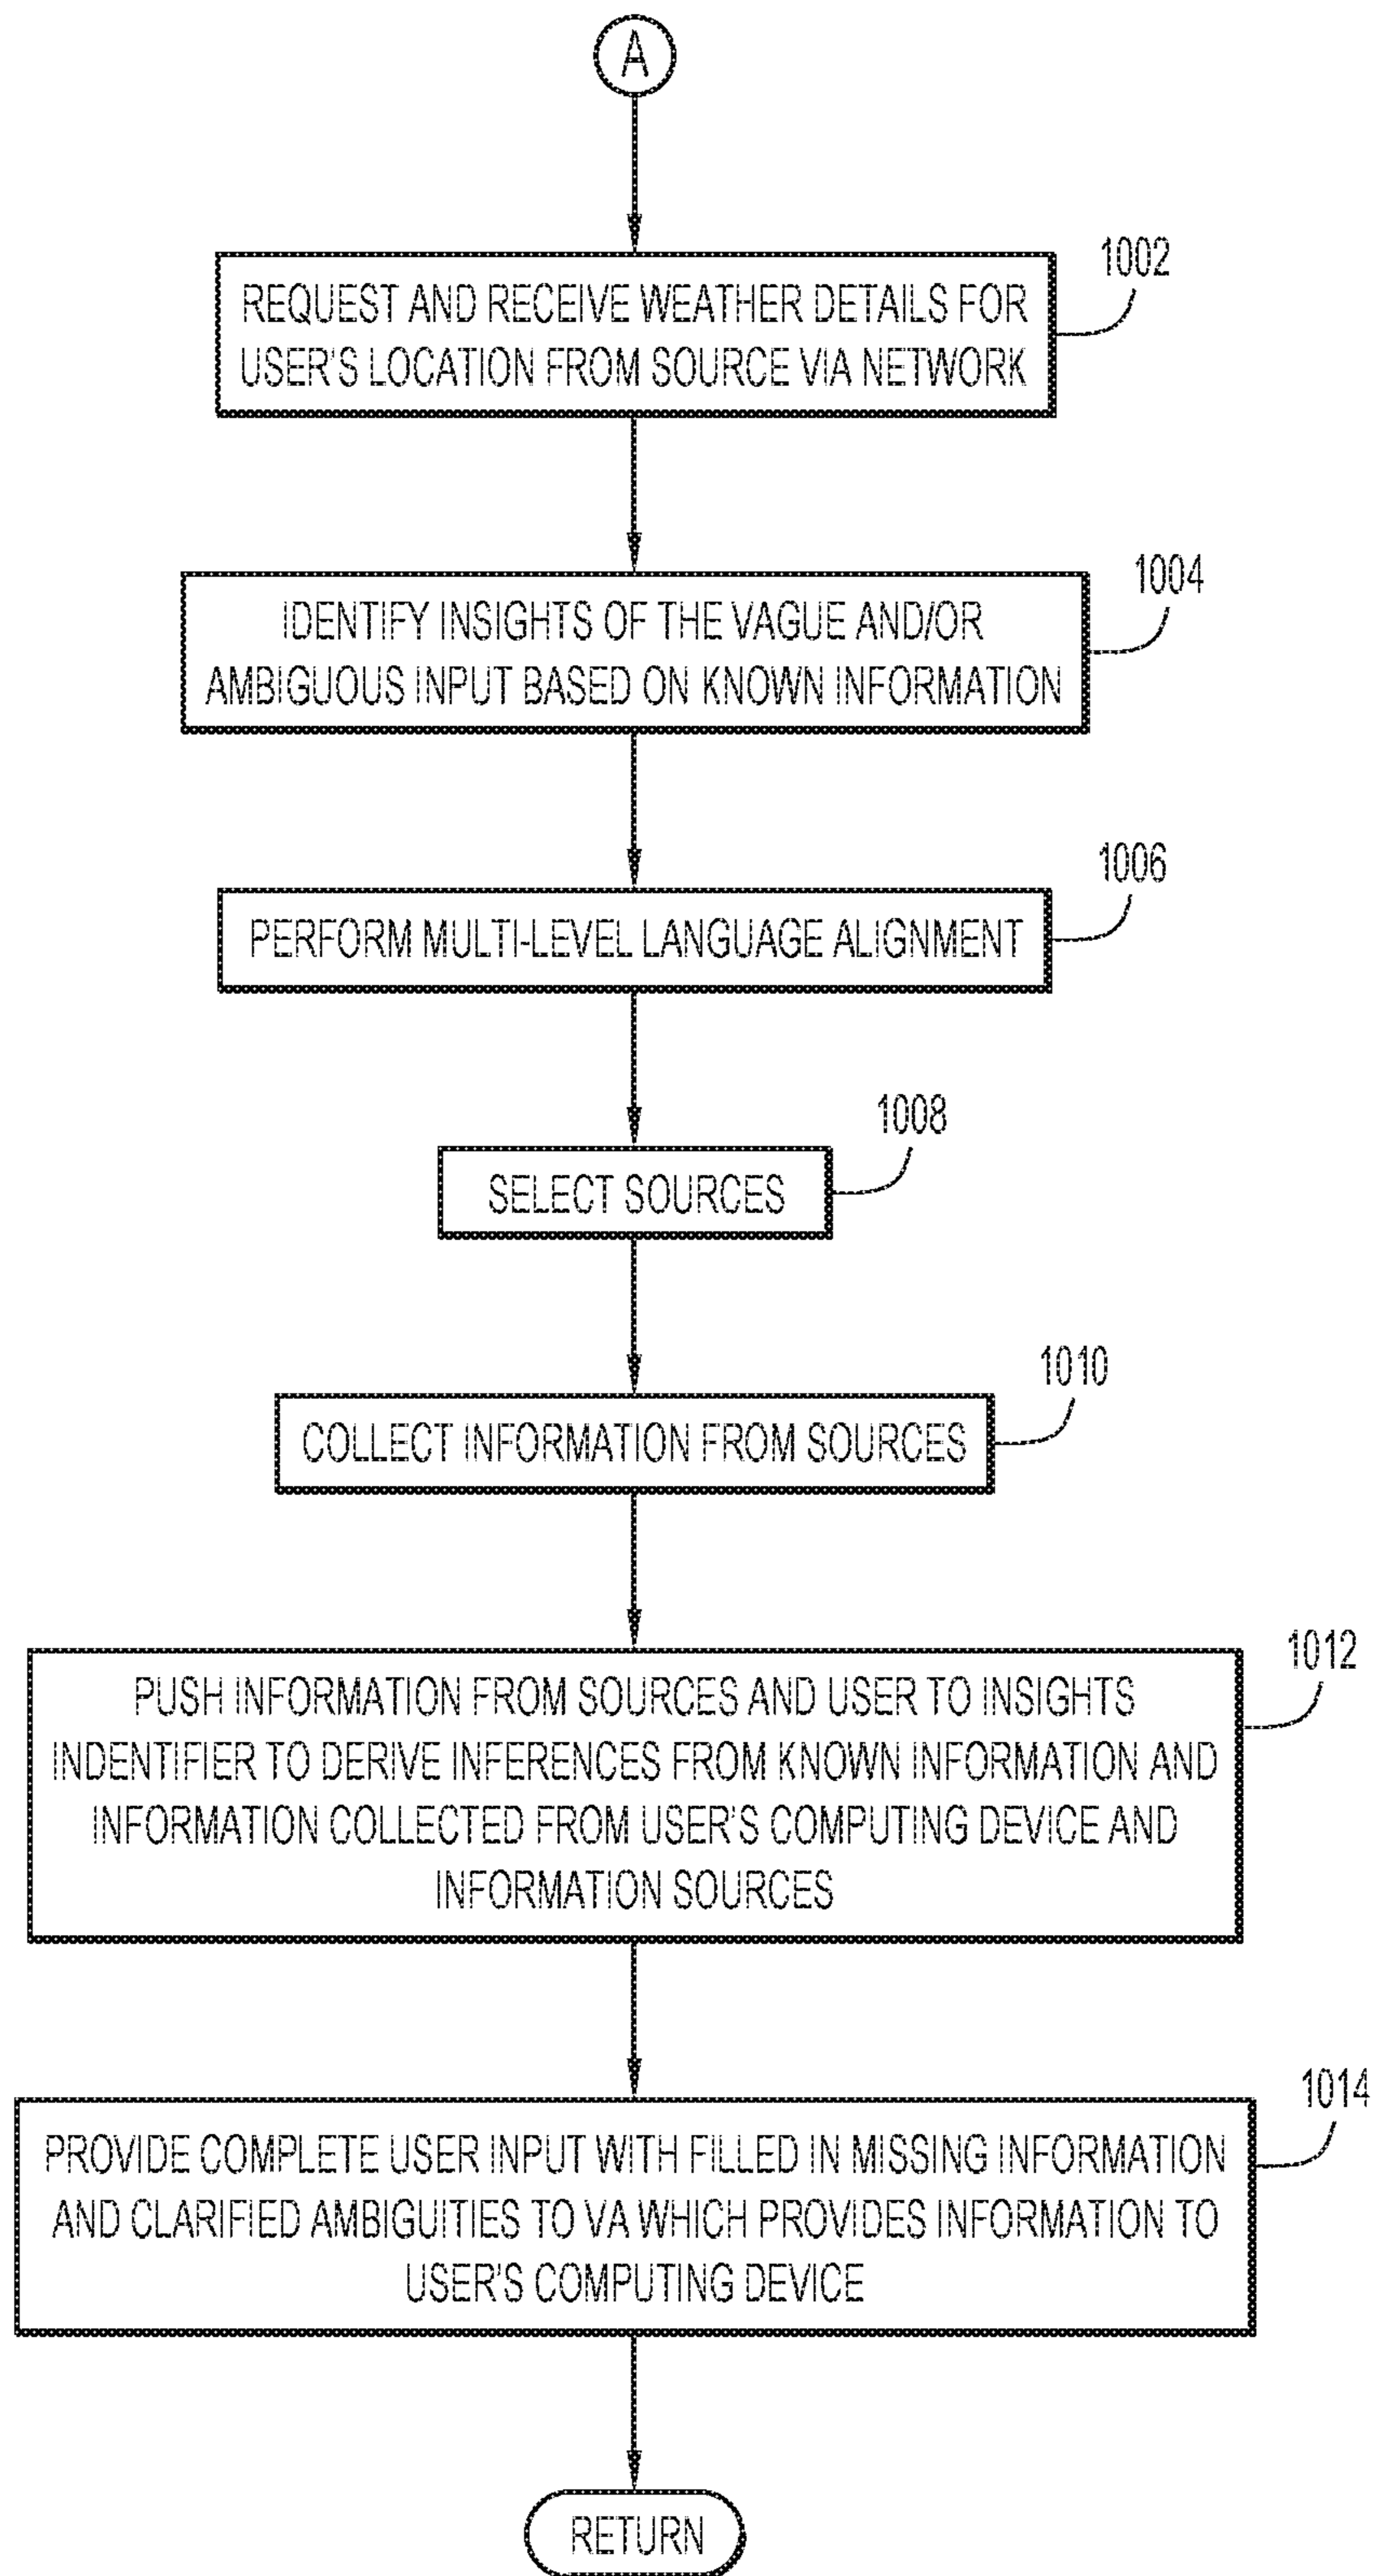 A
1002
REQUEST AND RECEIVE WEATHER DETAILS FOR
USER'S LOCATION FROM SOURCE VIA NETWORK
1004
IDENTIFY INSIGHTS OF THE VAGUE AND/OR
AMBIGUOUS INPUT BASED ON KNOWN INFORMATION
1006
PERFORM MULTI-LEVEL LANGUAGE ALIGNMENT
1008
SELECT SOURCES
1010
COLLECT INFORMATION FROM SOURCES
1012
PUSH INFORMATION FROM SOURCES AND USER TO INSIGHTS
INDENTIFIER TO DERIVE INFERENCES FROM KNOWN INFORMATION AND
INFORMATION COLLECTED FROM USER'S COMPUTING DEVICE AND
INFORMATION SOURCES
1014
PROVIDE COMPLETE USER INPUT WITH FILLED IN MISSING INFORMATION
AND CLARIFIED AMBIGUITIES TO VA WHICH PROVIDES INFORMATION TO
USER'S COMPUTING DEVICE
RETURN